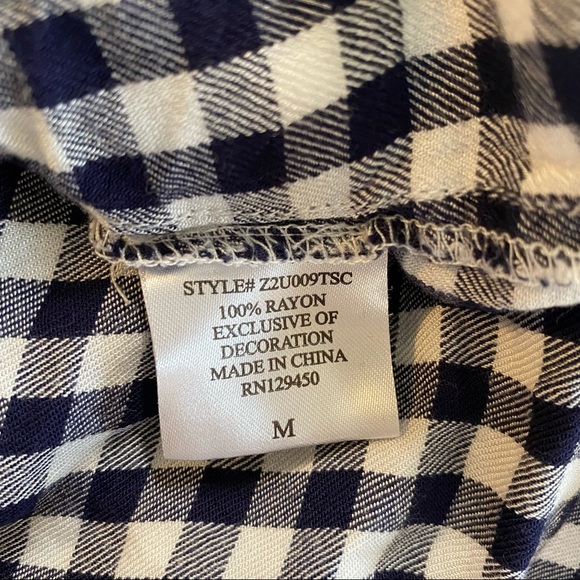 STYLE# Z2U009TSC
100% RAYON
EXCLUSIVE OF
DECORATION
MADE IN CHINA
RN129450
M